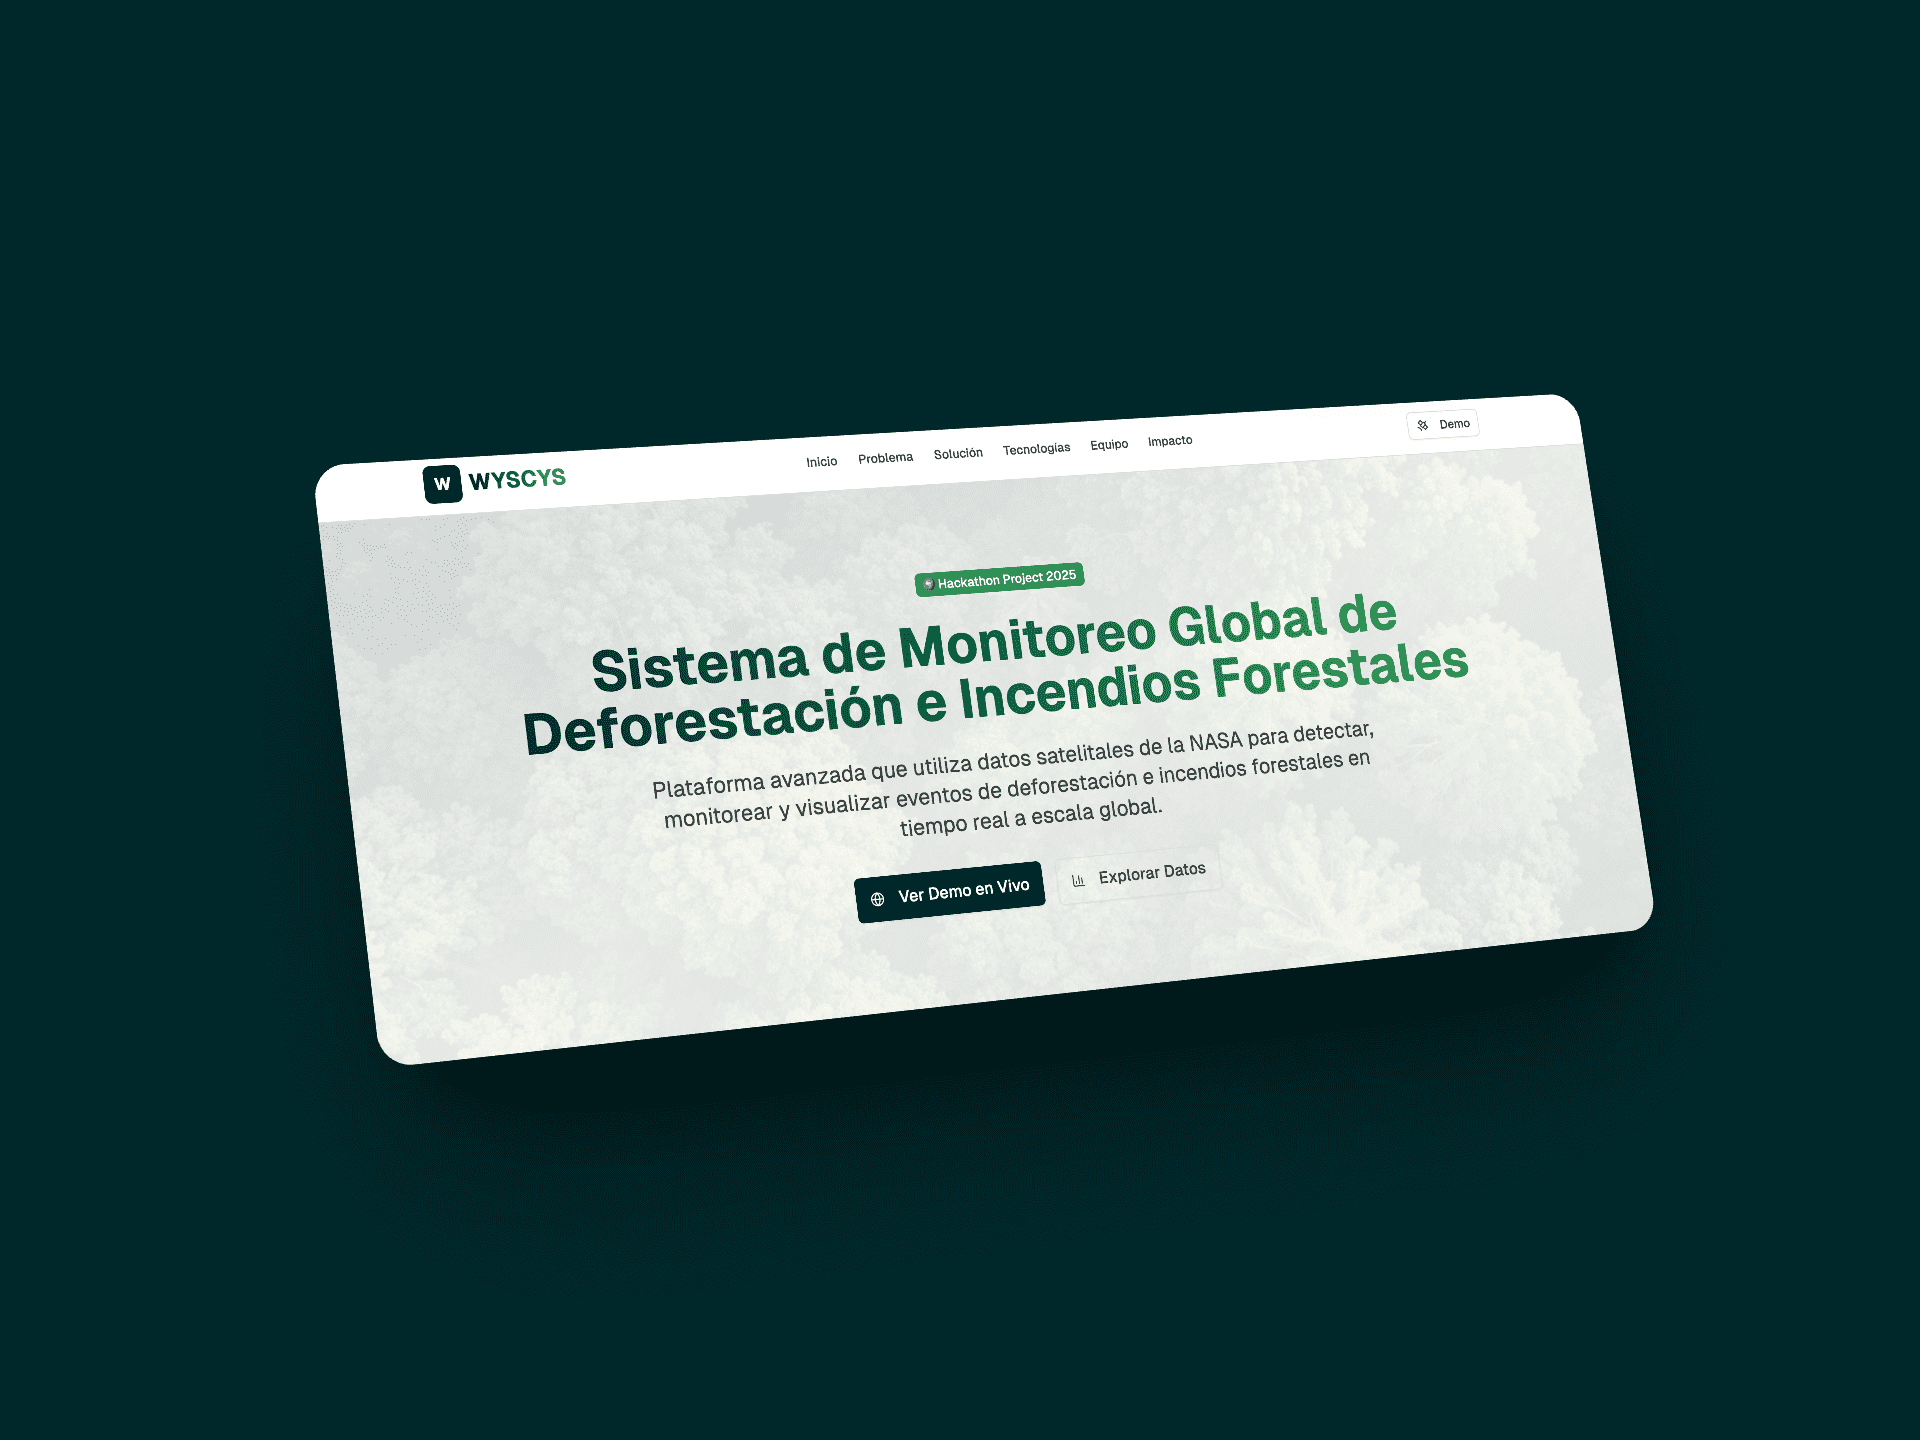 W WYSCYS
Inicio Problema Solución Tecnologías Equipo Impacto
Demo
Hackathon Project 2025
Sistema de Monitoreo Global de
Deforestación e Incendios Forestales
Plataforma avanzada que utiliza datos satelitales de la NASA para detectar,
monitorear y visualizar eventos de deforestación e incendios forestales en
tiempo real a escala global.
Ver Demo en Vivo
Explorar Datos